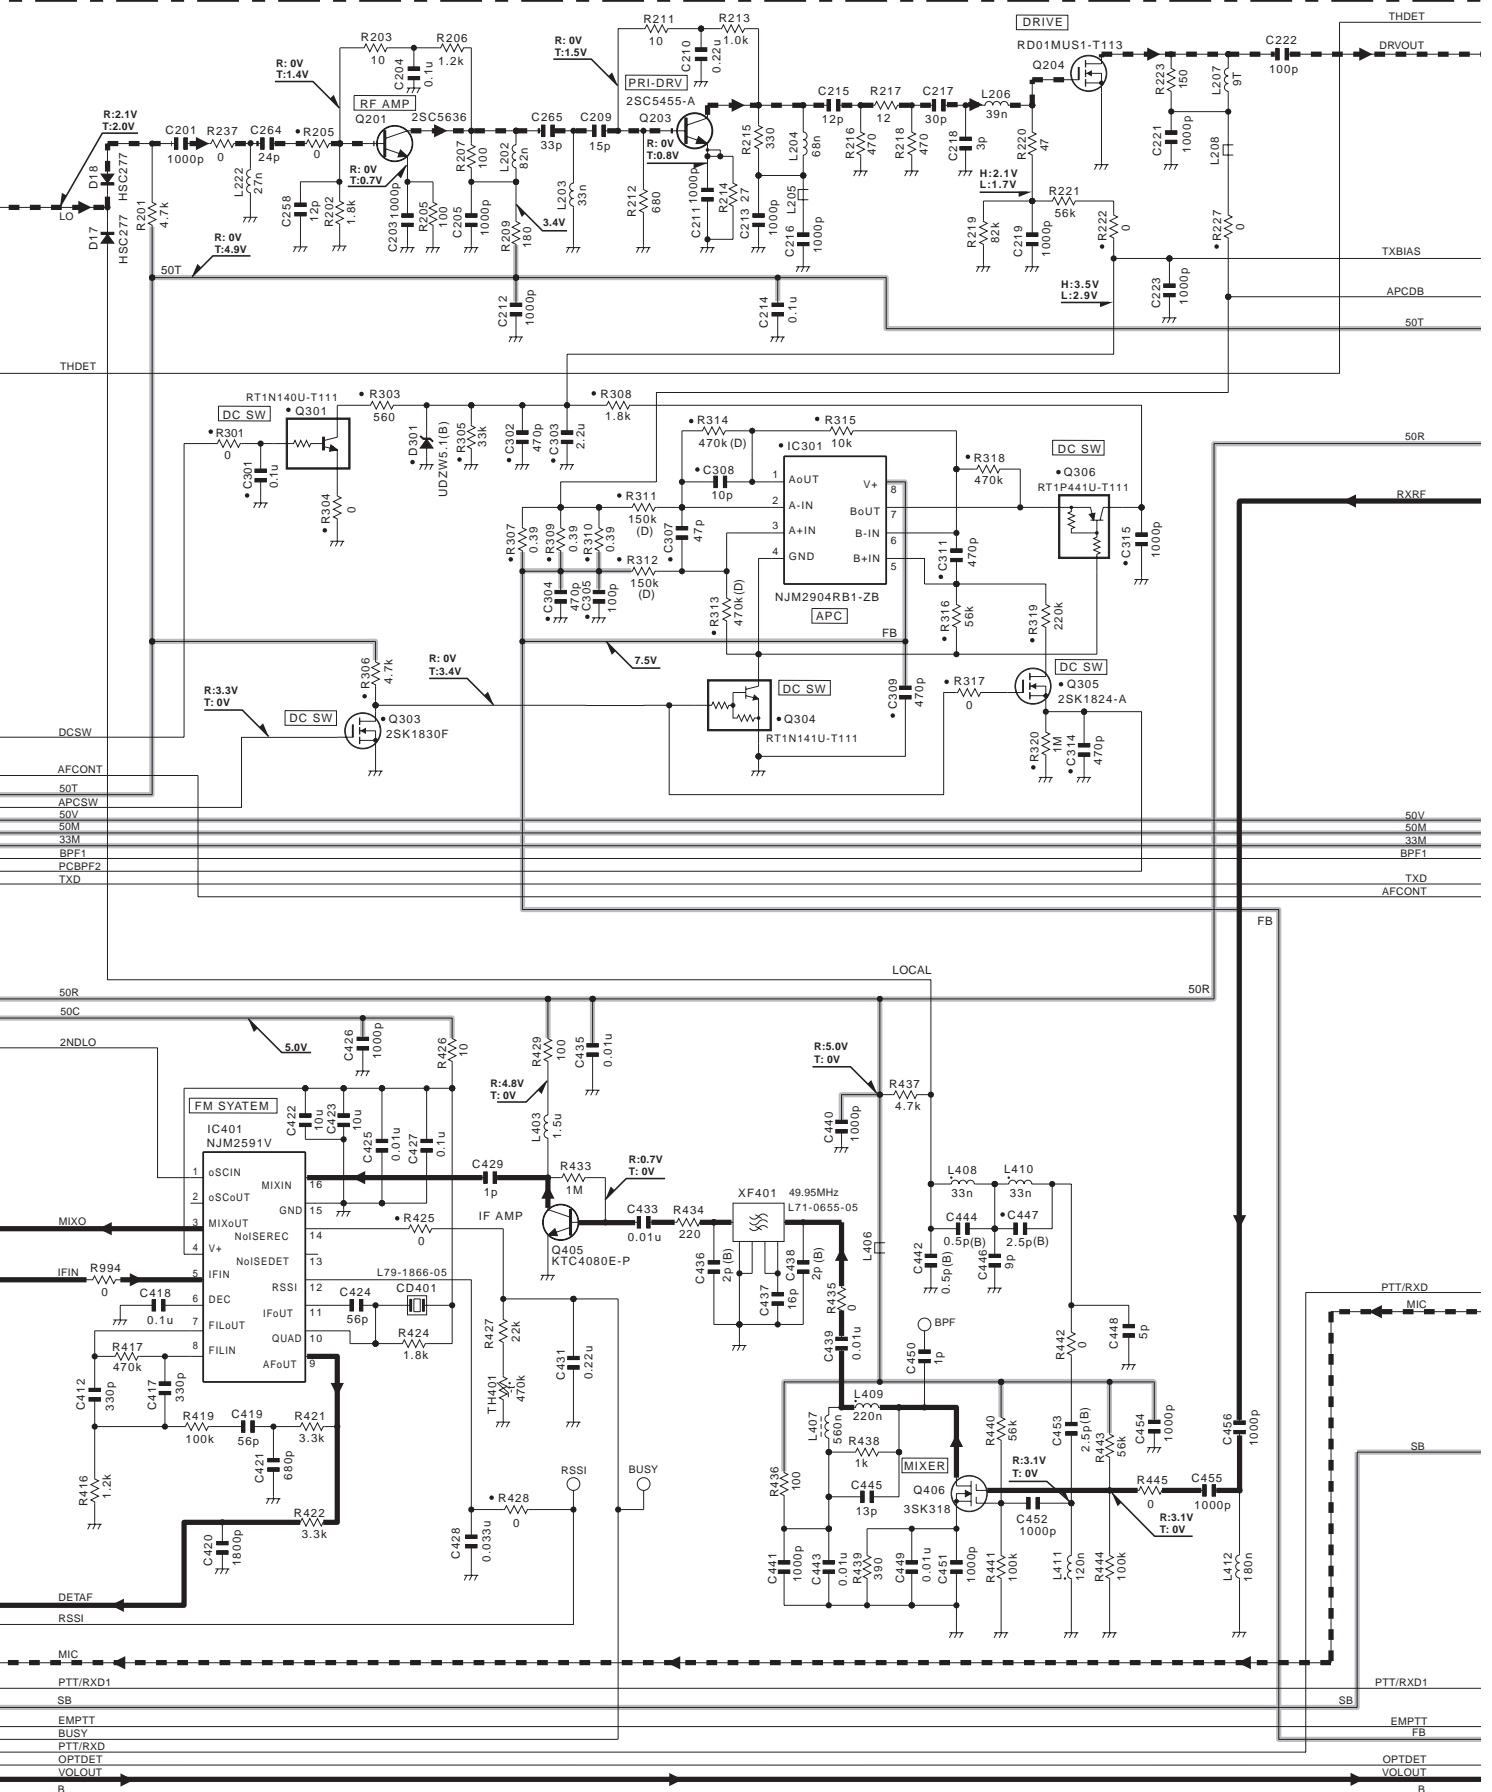 THDET
R211
R213
DRIVE
10
1.0k
C210
0.22u
R203
R206
10
1.2k
C204
0.1u
R: 0V
T:1.5V
RD01MUS1-T113
C222
DRVOUT
100p
Q204
R: 0V
T:1.4V
PRI-DRV
2SC5455-A
R223
150
L207
9T
RF AMP
Q201
2SC5636
Q203
C215
R217
C217
L206
12p
12
30p
39n
R:2.1V
T:2.0V
C201
R237
C264
R205
C265
C209
1000p
0
24p
0
33p
15p
R: 0V
T:0.8V
R215
330
L204
68n
R216
470
R218
470
C218
3p
R220
47
C221
1000p
L208
D18
HSC277
LO
D17
HSC277
R201
4.7k
L222
27n
C258
12p
R202
1.8k
R: 0V
T:0.7V
C203
1000p
R205
100
R207
100
L202
82n
C205
1000p
R209
180
3.4V
L203
33n
R212
680
C211
1000p
R214
27
C213
1000p
L205
C216
1000p
H:2.1V
L:1.7V
R221
56k
R219
82k
C219
1000p
R222
0
R227
0
R: 0V
T:4.9V
50T
TXBIAS
C212
1000p
C214
0.1u
H:3.5V
L:2.9V
C223
1000p
APCDB
50T
THDET
RT1N140U-T111
DC SW
Q301
R303
560
R308
1.8k
R314
470k(D)
R315
10k
R301
0
C301
0.1u
D301
UDZW5.1(B)
R305
33k
C302
470p
C303
2.2u
IC301
50R
DC SW
C308
10p
1 AoUT
V+ 8
R318
470k
Q306
RT1P441U-T111
RXRF
R304
0
R311
150k
(D)
2 A-IN
BoUT 7
R307
0.39
R309
0.39
R310
0.39
C307
47p
3 A+IN
B-IN 6
C315
1000p
4 GND
B+IN 5
C311
470p
R312
150k
(D)
C304
470p
C305
100p
R313
470k(D)
NJM2904RB1-ZB
APC
R316
56k
R319
220k
FB
7.5V
R306
4.7k
R: 0V
T:3.4V
R:3.3V
T: 0V
DC SW
Q304
RT1N141U-T111
C309
470p
R317
0
DC SW
Q305
2SK1824-A
DC SW
Q303
2SK1830F
R320
1M
C314
470p
DCSW
AFCONT
50T
APCSW
50V
50V
50M
50M
33M
33M
BPF1
BPF1
PCBPF2
TXD
TXD
AFCONT
FB
LOCAL
50R
50R
50C
5.0V
C426
1000p
R426
10
R429
100
C435
0.01u
2NDLO
R:5.0V
T: 0V
R437
4.7k
R:4.8V
T: 0V
FM SYATEM
IC401
NJM2591V
C422
10u
C423
10u
C425
0.01u
C427
0.1u
L403
1.5u
C440
1000p
1 oSCIN
MIXIN 16
C429
1p
R433
1M
R:0.7V
T: 0V
L408
33n
L410
33n
2 oSCoUT
GND 15
IF AMP
XF401
49.95MHz
L71-0655-05
MIXO
3 MIXoUT
NoISEREC 14
R425
0
C433
0.01u
R434
220
C444
0.5p(B)
C447
2.5p(B)
4 V+
NoISEDET 13
Q405
KTC4080E-P
L406
C436
2p (B)
C438
2p (B)
C437
16p
C442
0.5p (B)
C446
9p
IFIN
R994
0
5 IFIN
RSSI 12
L79-1866-05
C418
0.1u
6 DEC
IFoUT 11
C424
56p
CD401
R435
0
PTT/RXD
MIC
7 FILoUT
QUAD 10
R424
1.8k
BPF
8 FILIN
AFoUT 9
R427
22k
C431
0.22u
C439
0.01u
C450
1p
R442
0
C448
5p
R417
470k
C412
330p
C417
330p
TH401
470k
L409
220n
R419
100k
C419
56p
R421
3.3k
L407
560n
R438
1k
R440
56k
C453
2.5p (B)
R443
56k
C454
1000p
C456
1000p
SB
C421
680p
R416
1.2k
RSSI
BUSY
MIXER
R:3.1V
T: 0V
R436
100
C445
13p
Q406
3SK318
R445
0
C455
1000p
R422
3.3k
R428
0
C452
1000p
R:3.1V
T: 0V
C420
1800p
C428
0.033u
C441
1000p
C443
0.01u
R439
390
C449
0.01u
C451
1000p
R441
100k
L411
120n
R444
100k
L412
180n
DETAF
RSSI
MIC
PTT/RXD1
PTT/RXD1
SB
SB
EMPTT
EMPTT
BUSY
FB
PTT/RXD
OPTDET
OPTDET
VOLOUT
VOLOUT
B
B